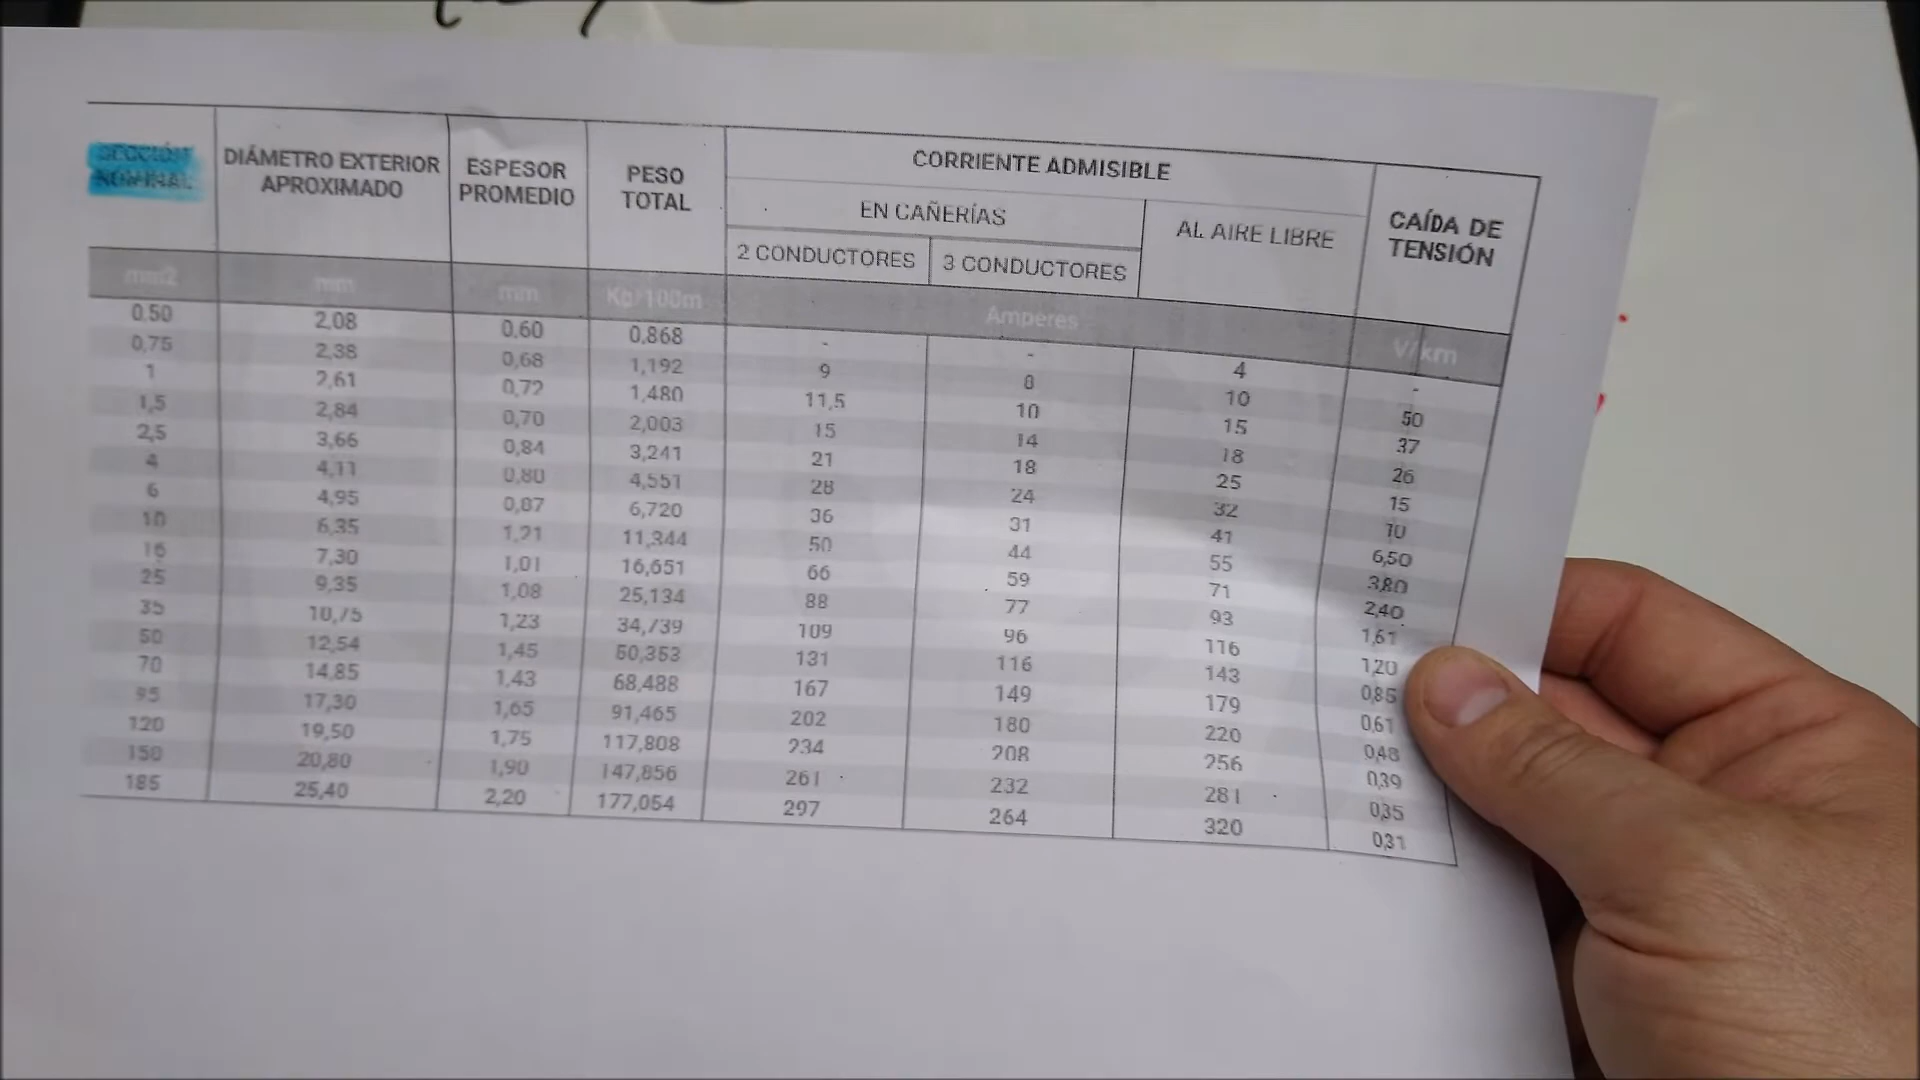 SECCIÓN NOMINAL DIÁMETRO EXTERIOR APROXIMADO ESPESOR PROMEDIO PESO TOTAL CORRIENTE ADMISIBLE CAÍDA DE TENSIÓN
EN CAÑERÍAS AL AIRE LIBRE
2 CONDUCTORES 3 CONDUCTORES
mm2 mm mm Kg/100m Amperes V/km
0,50 2,08 0,60 0,868 - - 4 -
0,75 2,38 0,68 1,192 9 8 10 50
1 2,61 0,72 1,480 11,5 10 15 37
1,5 2,84 0,70 2,003 15 14 18 26
2,5 3,66 0,84 3,241 21 18 25 15
4 4,11 0,80 4,551 28 24 32 10
6 4,95 0,87 6,720 36 31 41 6,50
10 6,35 1,21 11,344 50 44 55 3,80
16 7,30 1,01 16,651 66 59 71 2,40
25 9,35 1,08 25,134 88 77 93 1,61
35 10,75 1,23 34,739 109 96 116 1,20
50 12,54 1,45 50,353 131 116 143 0,85
70 14,85 1,43 68,488 167 149 179 0,61
95 17,30 1,65 91,465 202 180 220 0,48
120 19,50 1,75 117,808 234 208 256 0,39
150 20,80 1,90 147,856 261 232 281 0,35
185 25,40 2,20 177,054 297 264 320 0,31